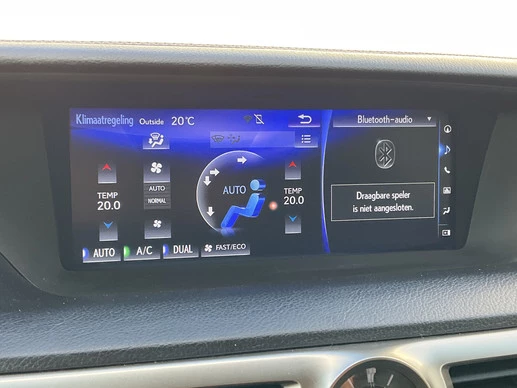 Klimaatregeling Outside 20°C
Bluetooth-audio
TEMP
20.0
AUTO
NORMAL
AUTO
TEMP
20.0
Draagbare speler
is niet aangesloten.
AUTO A/C DUAL FAST/ECO